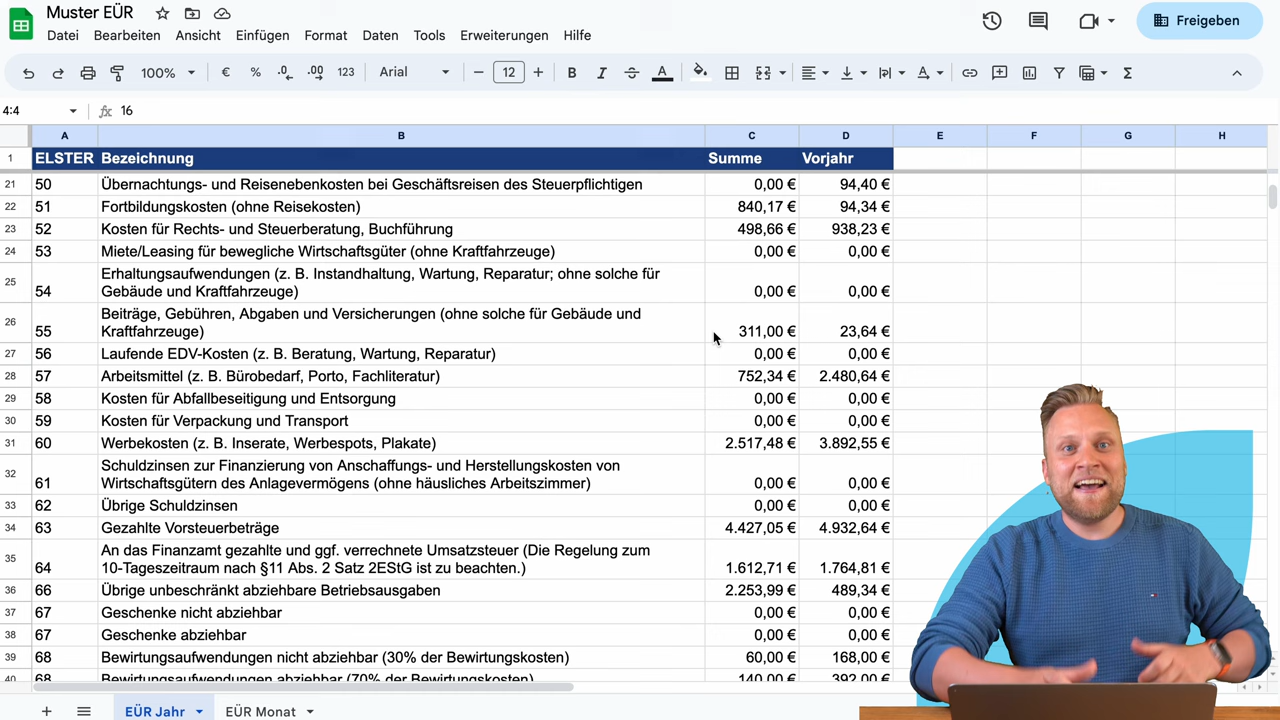 Muster EÜR
Datei Bearbeiten Ansicht Einfügen Format Daten Tools Erweiterungen Hilfe
Freigeben
100% € % .0 .00 123 Arial 12 B I A Σ
4:4 fx 16
A B C D E F G H
1 ELSTER Bezeichnung Summe Vorjahr
21 50 Übernachtungs- und Reisenebenkosten bei Geschäftsreisen des Steuerpflichtigen 0,00 € 94,40 €
22 51 Fortbildungskosten (ohne Reisekosten) 840,17 € 94,34 €
23 52 Kosten für Rechts- und Steuerberatung, Buchführung 498,66 € 938,23 €
24 53 Miete/Leasing für bewegliche Wirtschaftsgüter (ohne Kraftfahrzeuge) 0,00 € 0,00 €
Erhaltungsaufwendungen (z. B. Instandhaltung, Wartung, Reparatur; ohne solche für
25 54 Gebäude und Kraftfahrzeuge) 0,00 € 0,00 €
Beiträge, Gebühren, Abgaben und Versicherungen (ohne solche für Gebäude und
26 55 Kraftfahrzeuge) 311,00 € 23,64 €
27 56 Laufende EDV-Kosten (z. B. Beratung, Wartung, Reparatur) 0,00 € 0,00 €
28 57 Arbeitsmittel (z. B. Bürobedarf, Porto, Fachliteratur) 752,34 € 2.480,64 €
29 58 Kosten für Abfallbeseitigung und Entsorgung 0,00 € 0,00 €
30 59 Kosten für Verpackung und Transport 0,00 € 0,00 €
31 60 Werbekosten (z. B. Inserate, Werbespots, Plakate) 2.517,48 € 3.892,55 €
Schuldzinsen zur Finanzierung von Anschaffungs- und Herstellungskosten von
32 61 Wirtschaftsgütern des Anlagevermögens (ohne häusliches Arbeitszimmer) 0,00 € 0,00 €
33 62 Übrige Schuldzinsen 0,00 € 0,00 €
34 63 Gezahlte Vorsteuerbeträge 4.427,05 € 4.932,64 €
An das Finanzamt gezahlte und ggf. verrechnete Umsatzsteuer (Die Regelung zum
35 64 10-Tageszeitraum nach §11 Abs. 2 Satz 2EStG ist zu beachten.) 1.612,71 € 1.764,81 €
36 66 Übrige unbeschränkt abziehbare Betriebsausgaben 2.253,99 € 489,34 €
37 67 Geschenke nicht abziehbar 0,00 € 0,00 €
38 67 Geschenke abziehbar 0,00 € 0,00 €
39 68 Bewirtungsaufwendungen nicht abziehbar (30% der Bewirtungskosten) 60,00 € 168,00 €
40 68 Bewirtungsaufwendungen abziehbar (70% der Bewirtungskosten) 140,00 € 392,00 €
EÜR Jahr EÜR Monat